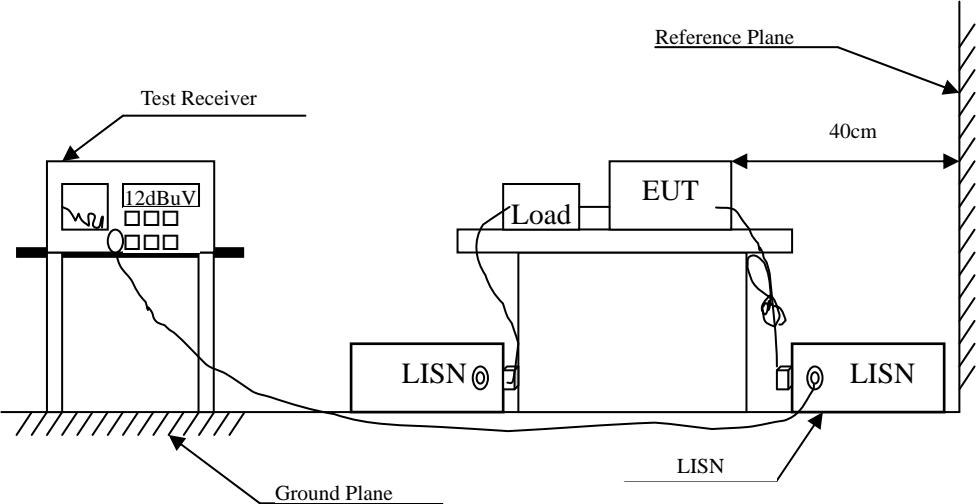 Reference Plane
Test Receiver
40cm
12dBuV
EUT
Load
LISN
LISN
LISN
Ground Plane